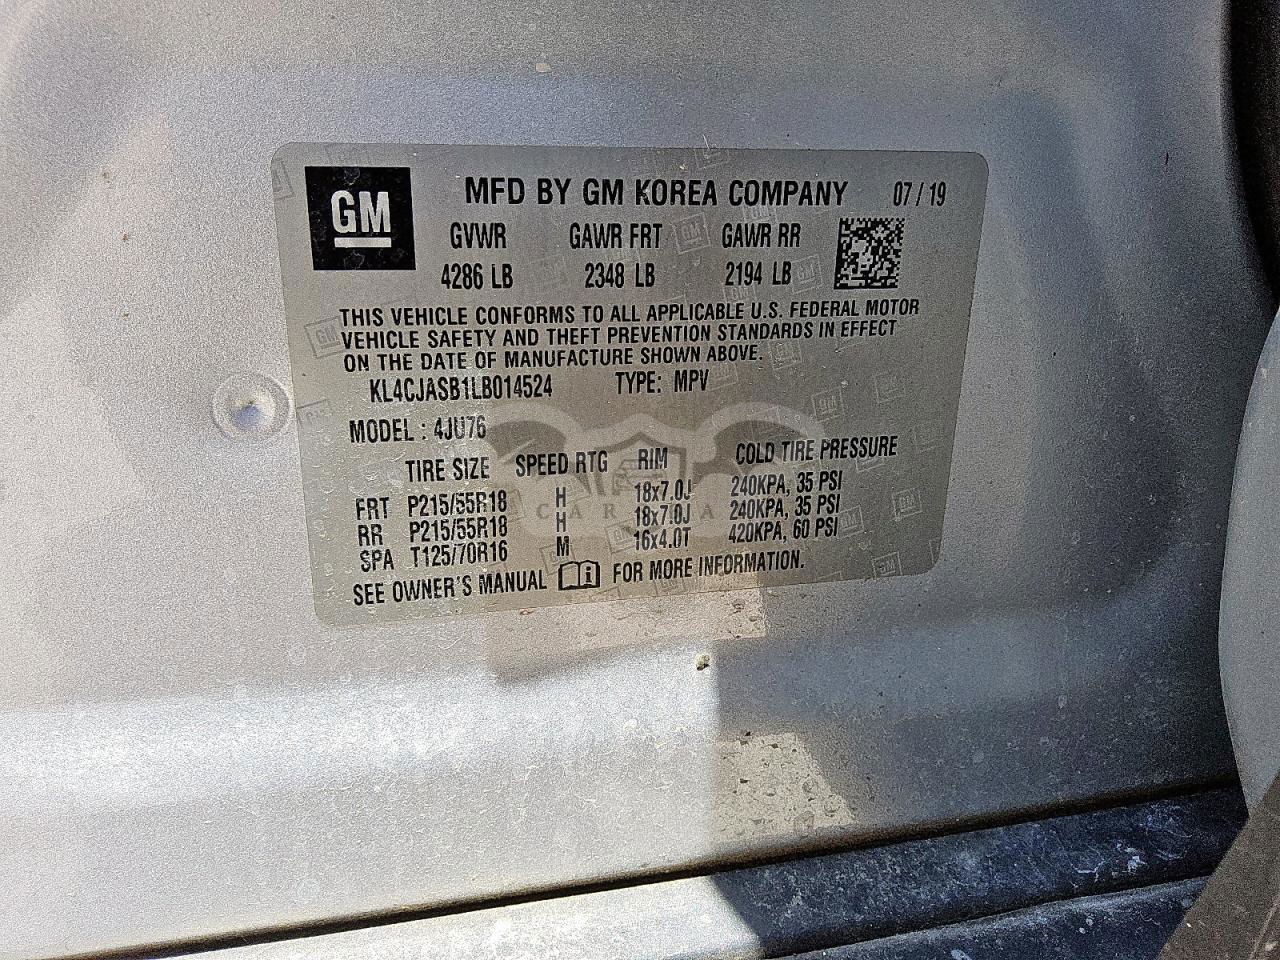 GM
MFD BY GM KOREA COMPANY 07/19
GVWR GAWR FRT GAWR RR
4286 LB 2348 LB 2194 LB
THIS VEHICLE CONFORMS TO ALL APPLICABLE U.S. FEDERAL MOTOR
VEHICLE SAFETY AND THEFT PREVENTION STANDARDS IN EFFECT
ON THE DATE OF MANUFACTURE SHOWN ABOVE.
KL4CJASB1LB014524 TYPE: MPV
MODEL : 4JU76
TIRE SIZE SPEED RTG RIM COLD TIRE PRESSURE
FRT P215/55R18 H 18x7.0J 240KPA, 35 PSI
RR P215/55R18 H 18x7.0J 240KPA, 35 PSI
SPA T125/70R16 M 16x4.0T 420KPA, 60 PSI
SEE OWNER'S MANUAL FOR MORE INFORMATION.